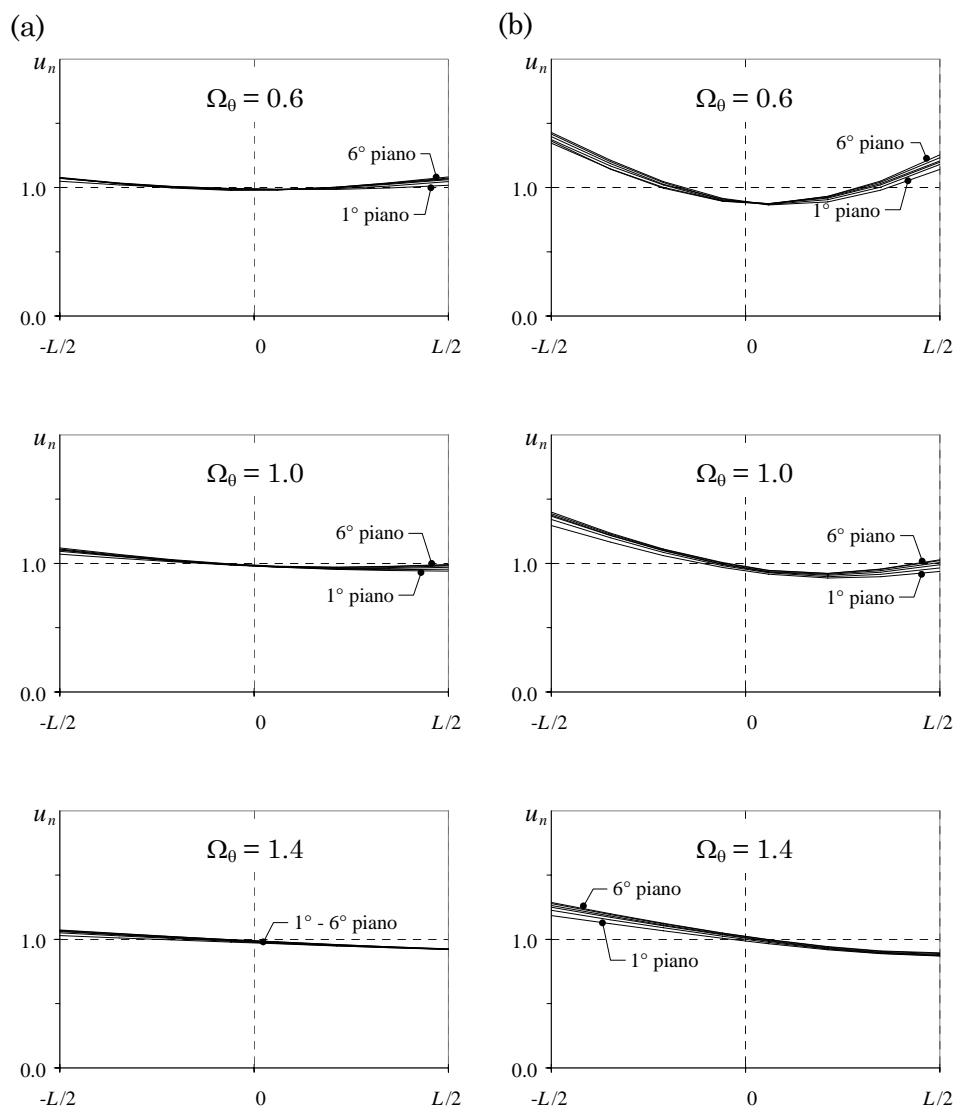 (a)
(b)
u_n
Ω_θ = 0.6
6° piano
1.0
1° piano
0.0
-L/2
0
L/2
u_n
Ω_θ = 0.6
6° piano
1.0
1° piano
0.0
-L/2
0
L/2
u_n
Ω_θ = 1.0
6° piano
1.0
1° piano
0.0
-L/2
0
L/2
u_n
Ω_θ = 1.0
6° piano
1.0
1° piano
0.0
-L/2
0
L/2
u_n
Ω_θ = 1.4
1° - 6° piano
1.0
0.0
-L/2
0
L/2
u_n
Ω_θ = 1.4
6° piano
1.0
1° piano
0.0
-L/2
0
L/2